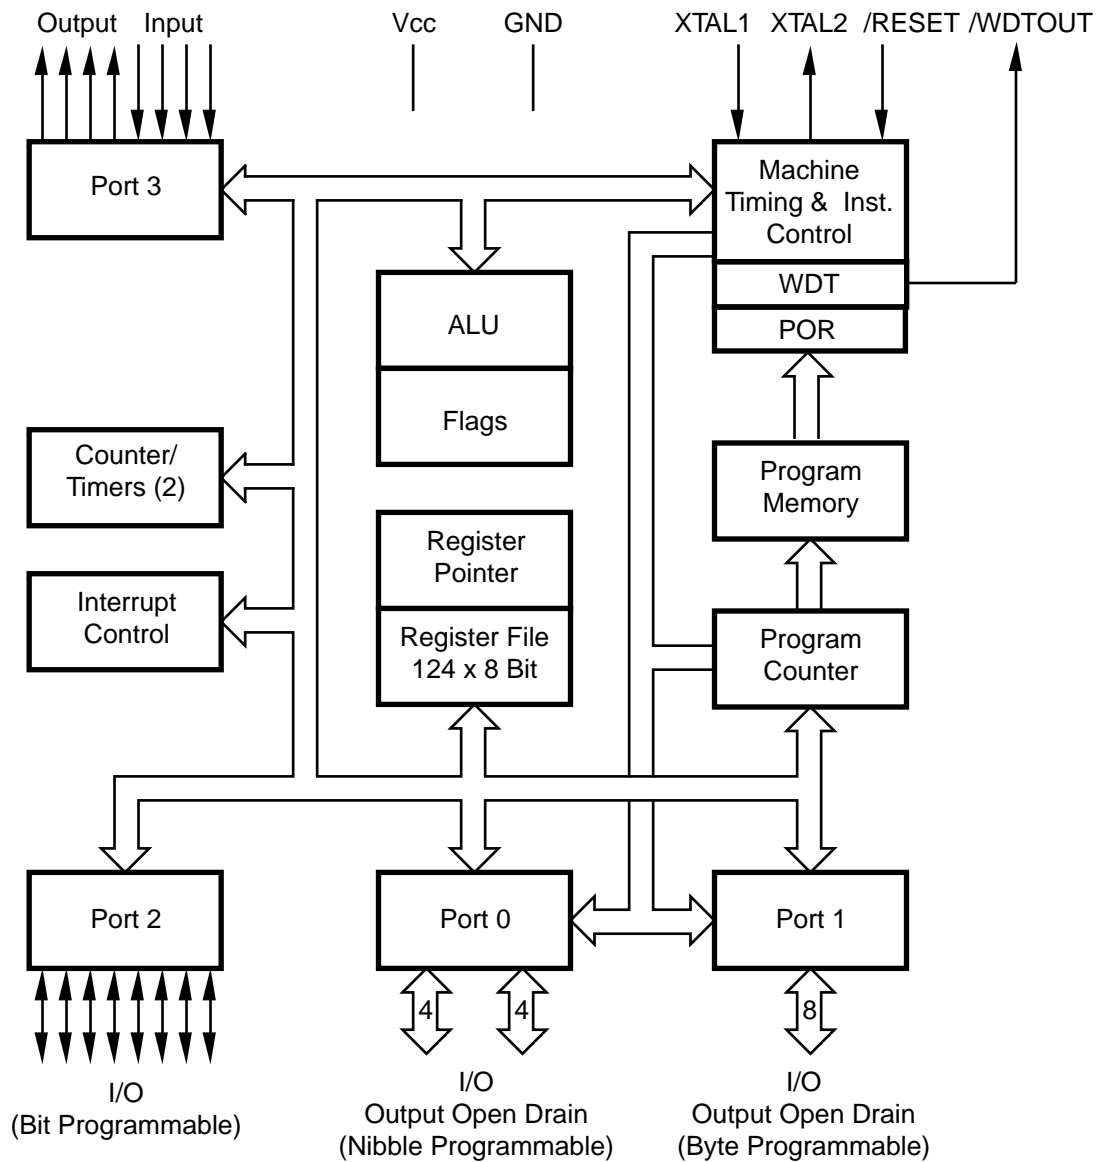 Output Input Vcc GND XTAL1 XTAL2 /RESET /WDTOUT
Port 3
Machine
Timing & Inst.
Control
WDT
POR
ALU
Flags
Counter/
Timers (2)
Program
Memory
Register
Pointer
Interrupt
Control
Register File
124 x 8 Bit
Program
Counter
Port 2
Port 0
Port 1
4
4
8
I/O
(Bit Programmable)
I/O
Output Open Drain
(Nibble Programmable)
I/O
Output Open Drain
(Byte Programmable)